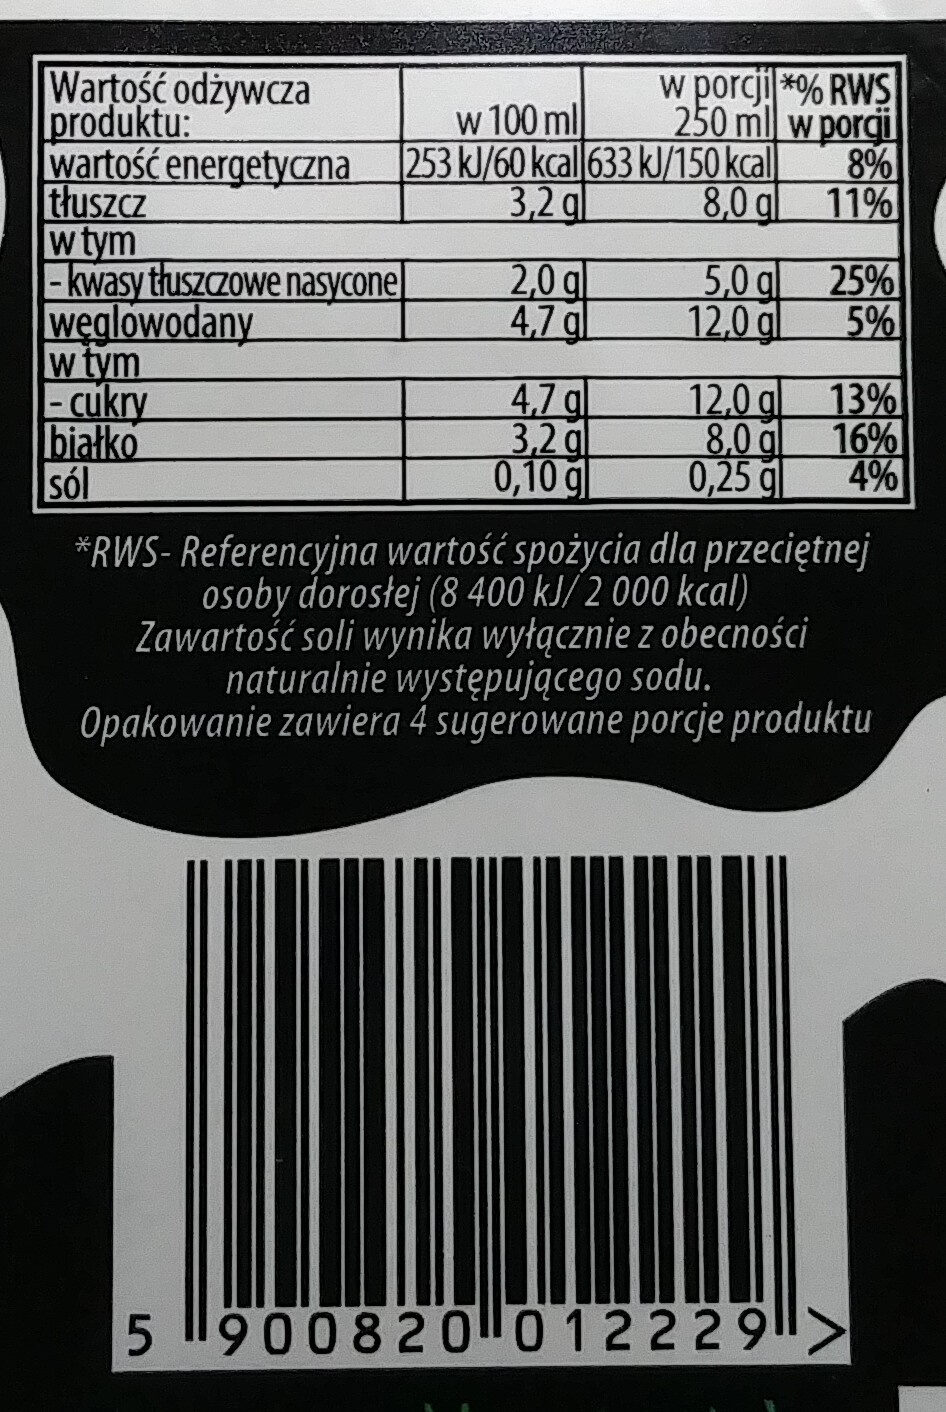 Wartość odżywcza produktu: w 100 ml w porcji 250 ml *% RWS w porcji
wartość energetyczna 253 kJ/60 kcal 633 kJ/150 kcal 8%
tłuszcz 3,2 g 8,0 g 11%
w tym
- kwasy tłuszczowe nasycone 2,0 g 5,0 g 25%
węglowodany 4,7 g 12,0 g 5%
w tym
- cukry 4,7 g 12,0 g 13%
białko 3,2 g 8,0 g 16%
sól 0,10 g 0,25 g 4%
*RWS- Referencyjna wartość spożycia dla przeciętnej
osoby dorosłej (8 400 kJ/ 2 000 kcal)
Zawartość soli wynika wyłącznie z obecności
naturalnie występującego sodu.
Opakowanie zawiera 4 sugerowane porcje produktu
5 900820 012229 >